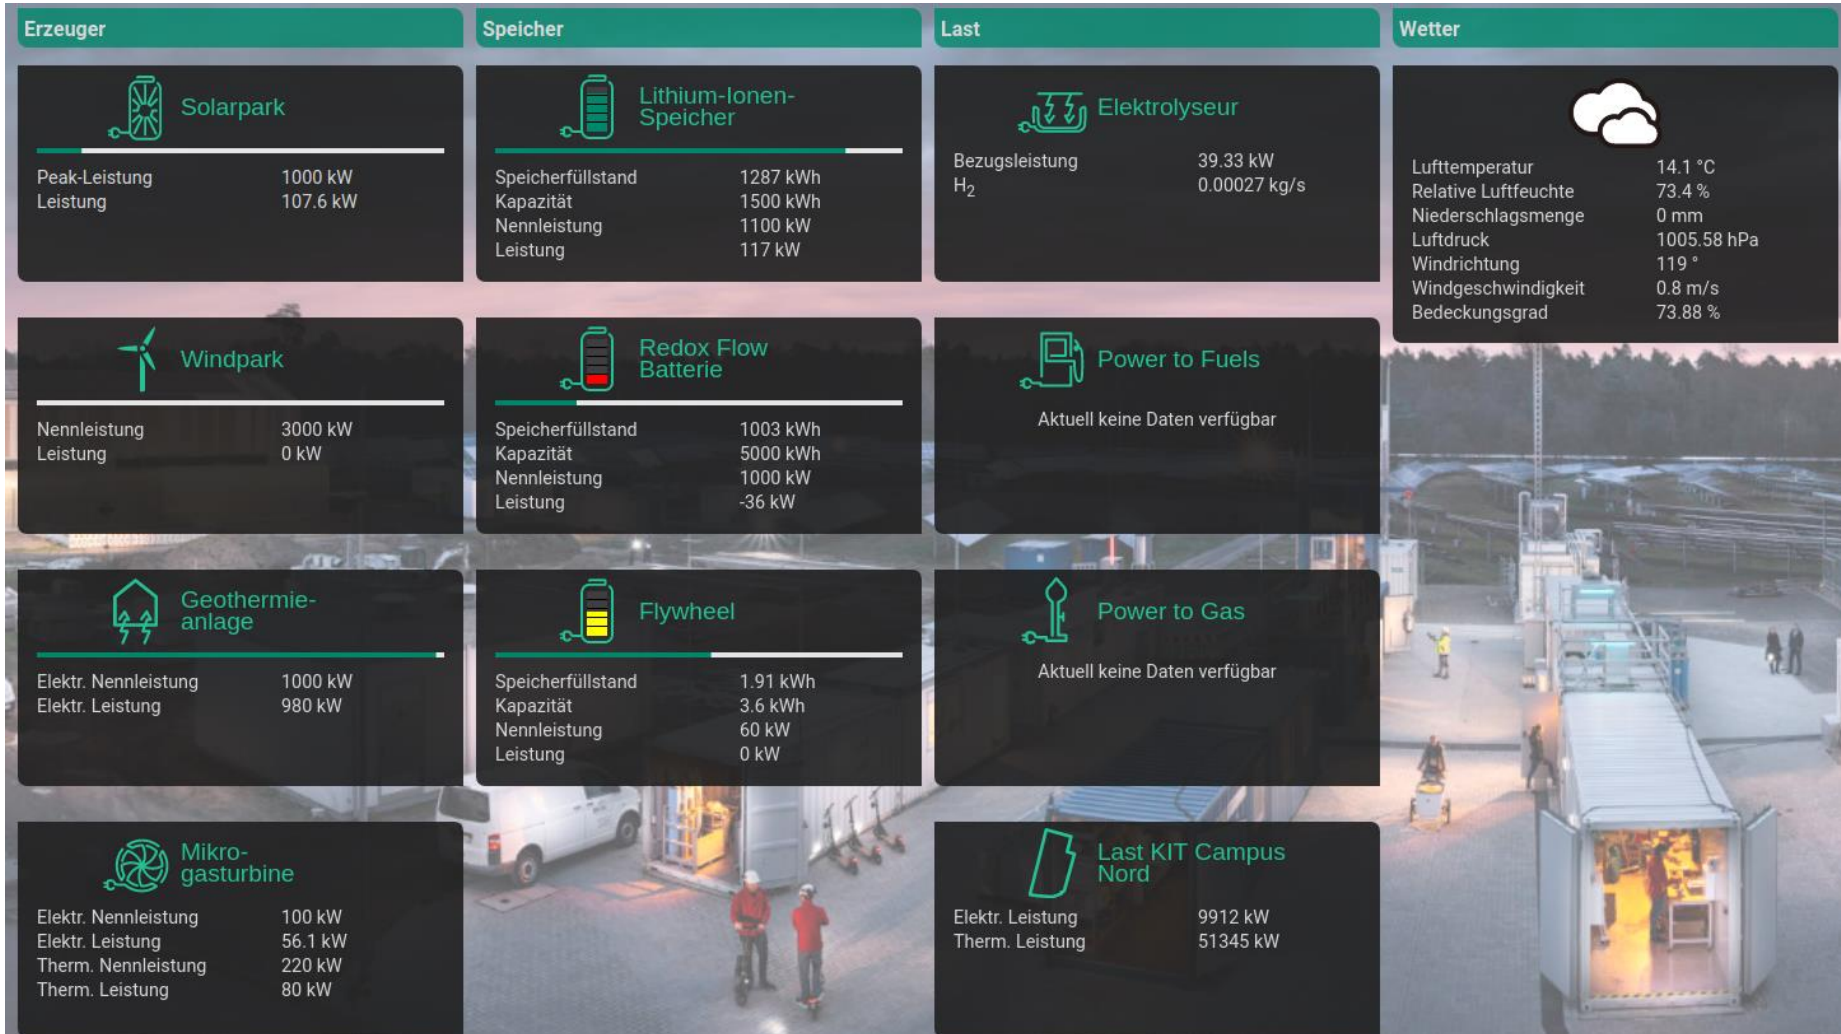 Erzeuger
Solarpark
Peak-Leistung 1000 kW
Leistung 107.6 kW
Windpark
Nennleistung 3000 kW
Leistung 0 kW
Geothermie-
anlage
Elektr. Nennleistung 1000 kW
Elektr. Leistung 980 kW
Mikro-
gasturbine
Elektr. Nennleistung 100 kW
Elektr. Leistung 56.1 kW
Therm. Nennleistung 220 kW
Therm. Leistung 80 kW
Speicher
Lithium-Ionen-
Speicher
Speicherfüllstand 1287 kWh
Kapazität 1500 kWh
Nennleistung 1100 kW
Leistung 117 kW
Redox Flow
Batterie
Speicherfüllstand 1003 kWh
Kapazität 5000 kWh
Nennleistung 1000 kW
Leistung -36 kW
Flywheel
Speicherfüllstand 1.91 kWh
Kapazität 3.6 kWh
Nennleistung 60 kW
Leistung 0 kW
Last
Elektrolyseur
Bezugsleistung 39.33 kW
H₂ 0.00027 kg/s
Power to Fuels
Aktuell keine Daten verfügbar
Power to Gas
Aktuell keine Daten verfügbar
Last KIT Campus
Nord
Elektr. Leistung 9912 kW
Therm. Leistung 51345 kW
Wetter
Lufttemperatur 14.1 °C
Relative Luftfeuchte 73.4 %
Niederschlagsmenge 0 mm
Luftdruck 1005.58 hPa
Windrichtung 119 °
Windgeschwindigkeit 0.8 m/s
Bedeckungsgrad 73.88 %